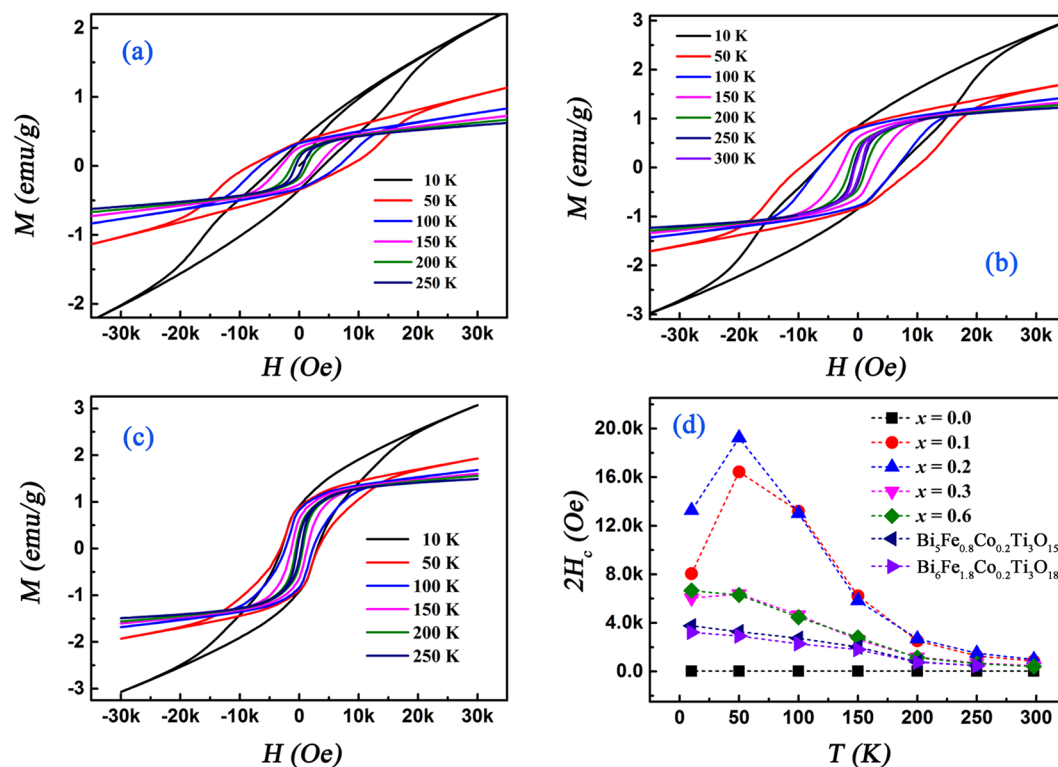 (a)
M (emu/g)
2
1
0
1
-2
-30k -20k -10k 0 10k 20k 30k
H (Oe)
10 K
50 K
100 K
150 K
200 K
250 K
(b)
M (emu/g)
3
2
1
0
-1
-2
-3
-30k -20k -10k 0 10k 20k 30k
H (Oe)
10 K
50 K
100 K
150 K
200 K
250 K
300 K
(c)
M (emu/g)
3
2
1
0
-1
-2
-3
-30k -20k -10k 0 10k 20k 30k
H (Oe)
10 K
50 K
100 K
150 K
200 K
250 K
(d)
2H_c (Oe)
20.0k
16.0k
12.0k
8.0k
4.0k
0.0
0 50 100 150 200 250 300
T (K)
x = 0.0
x = 0.1
x = 0.2
x = 0.3
x = 0.6
Bi₅Fe₀.₈Co₀.₂Ti₃O₁₅
Bi₆Fe₁.₈Co₀.₂Ti₃O₁₈